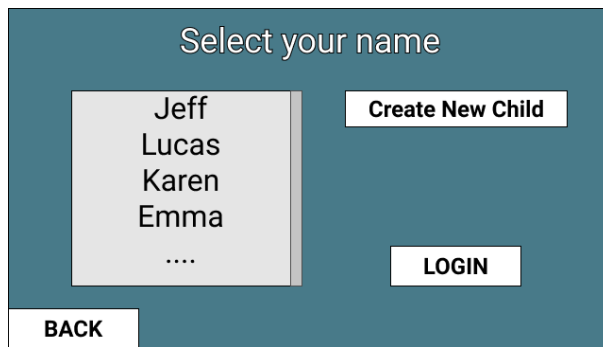 Select your name
Jeff
Lucas
Karen
Emma
....
Create New Child
LOGIN
BACK